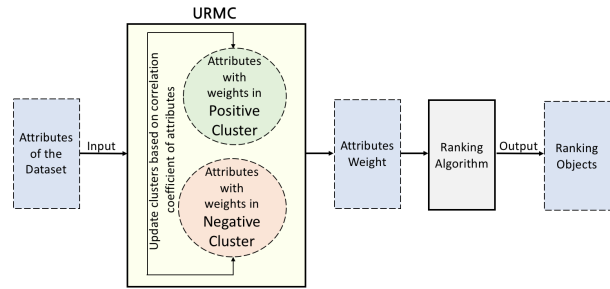 URMC
Attributes
of the
Dataset
Input
Update clusters based on correlation
coefficient of attributes
Attributes
with
weights in
Positive
Cluster
Attributes
with
weights in
Negative
Cluster
Attributes
Weight
Ranking
Algorithm
Output
Ranking
Objects